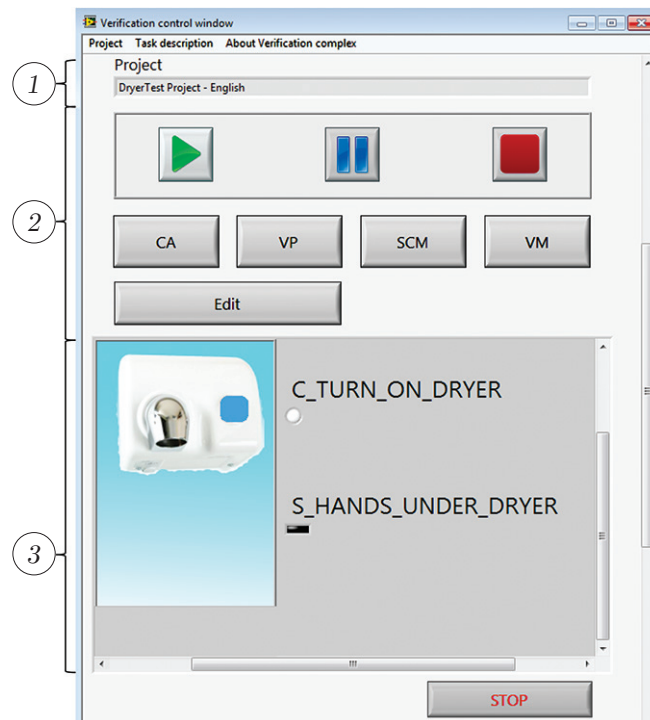 Verification control window
Project Task description About Verification complex
1
Project
DryerTest Project - English
2
CA VP SCM VM
Edit
3
C_TURN_ON_DRYER
S_HANDS_UNDER_DRYER
STOP